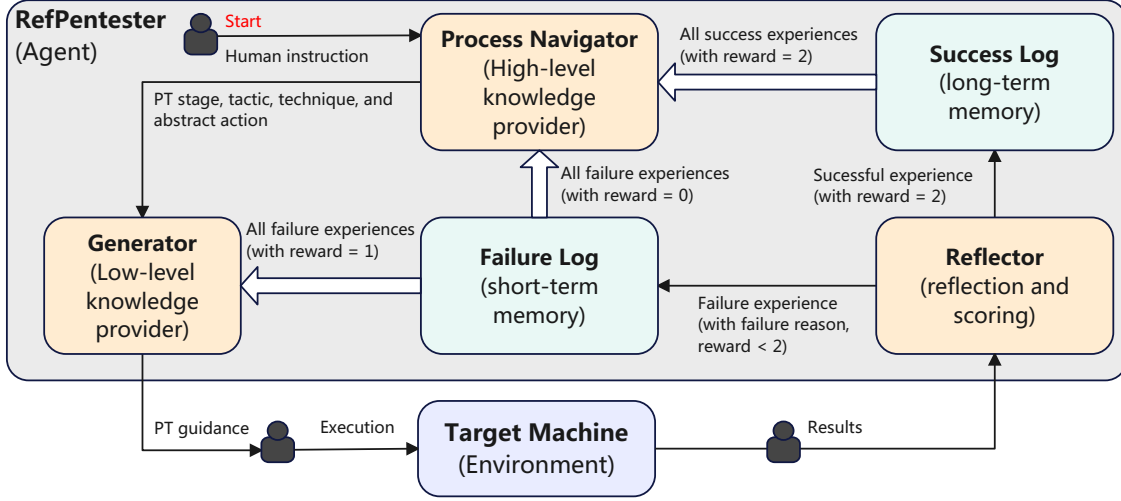 RefPentester
(Agent)
Start
Human instruction
Process Navigator
(High-level
knowledge
provider)
All success experiences
(with reward = 2)
Success Log
(long-term
memory)
PT stage, tactic, technique, and
abstract action
All failure experiences
(with reward = 0)
Sucessful experience
(with reward = 2)
Generator
(Low-level
knowledge
provider)
All failure experiences
(with reward = 1)
Failure Log
(short-term
memory)
Failure experience
(with failure reason,
reward < 2)
Reflector
(reflection and
scoring)
PT guidance
Execution
Target Machine
(Environment)
Results